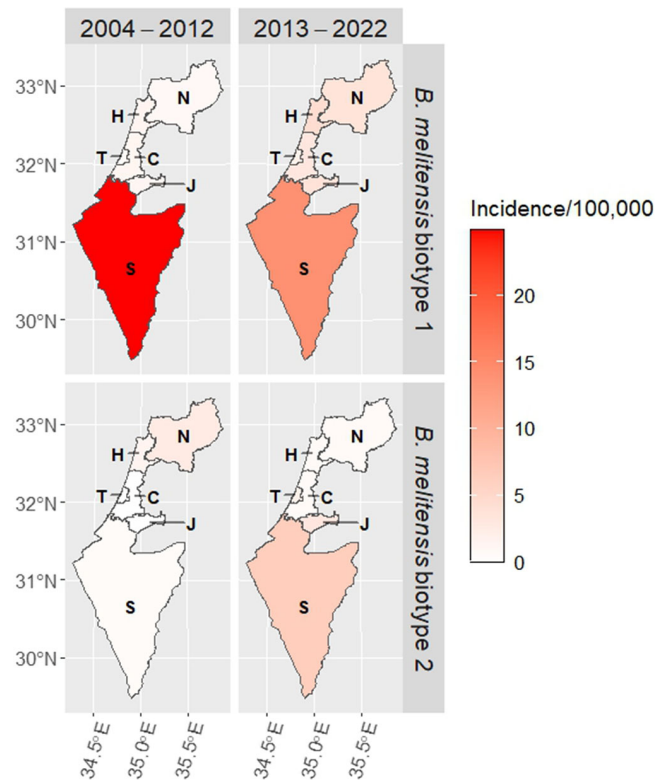 2004 – 2012
2013 – 2022
33°N
32°N
31°N
30°N
H
N
T
C
J
S
H
N
T
C
J
S
B. melitensis biotype 1
33°N
32°N
31°N
30°N
H
N
T
C
J
S
H
N
T
C
J
S
B. melitensis biotype 2
34.5°E
35.0°E
35.5°E
34.5°E
35.0°E
35.5°E
Incidence/100,000
20
15
10
5
0